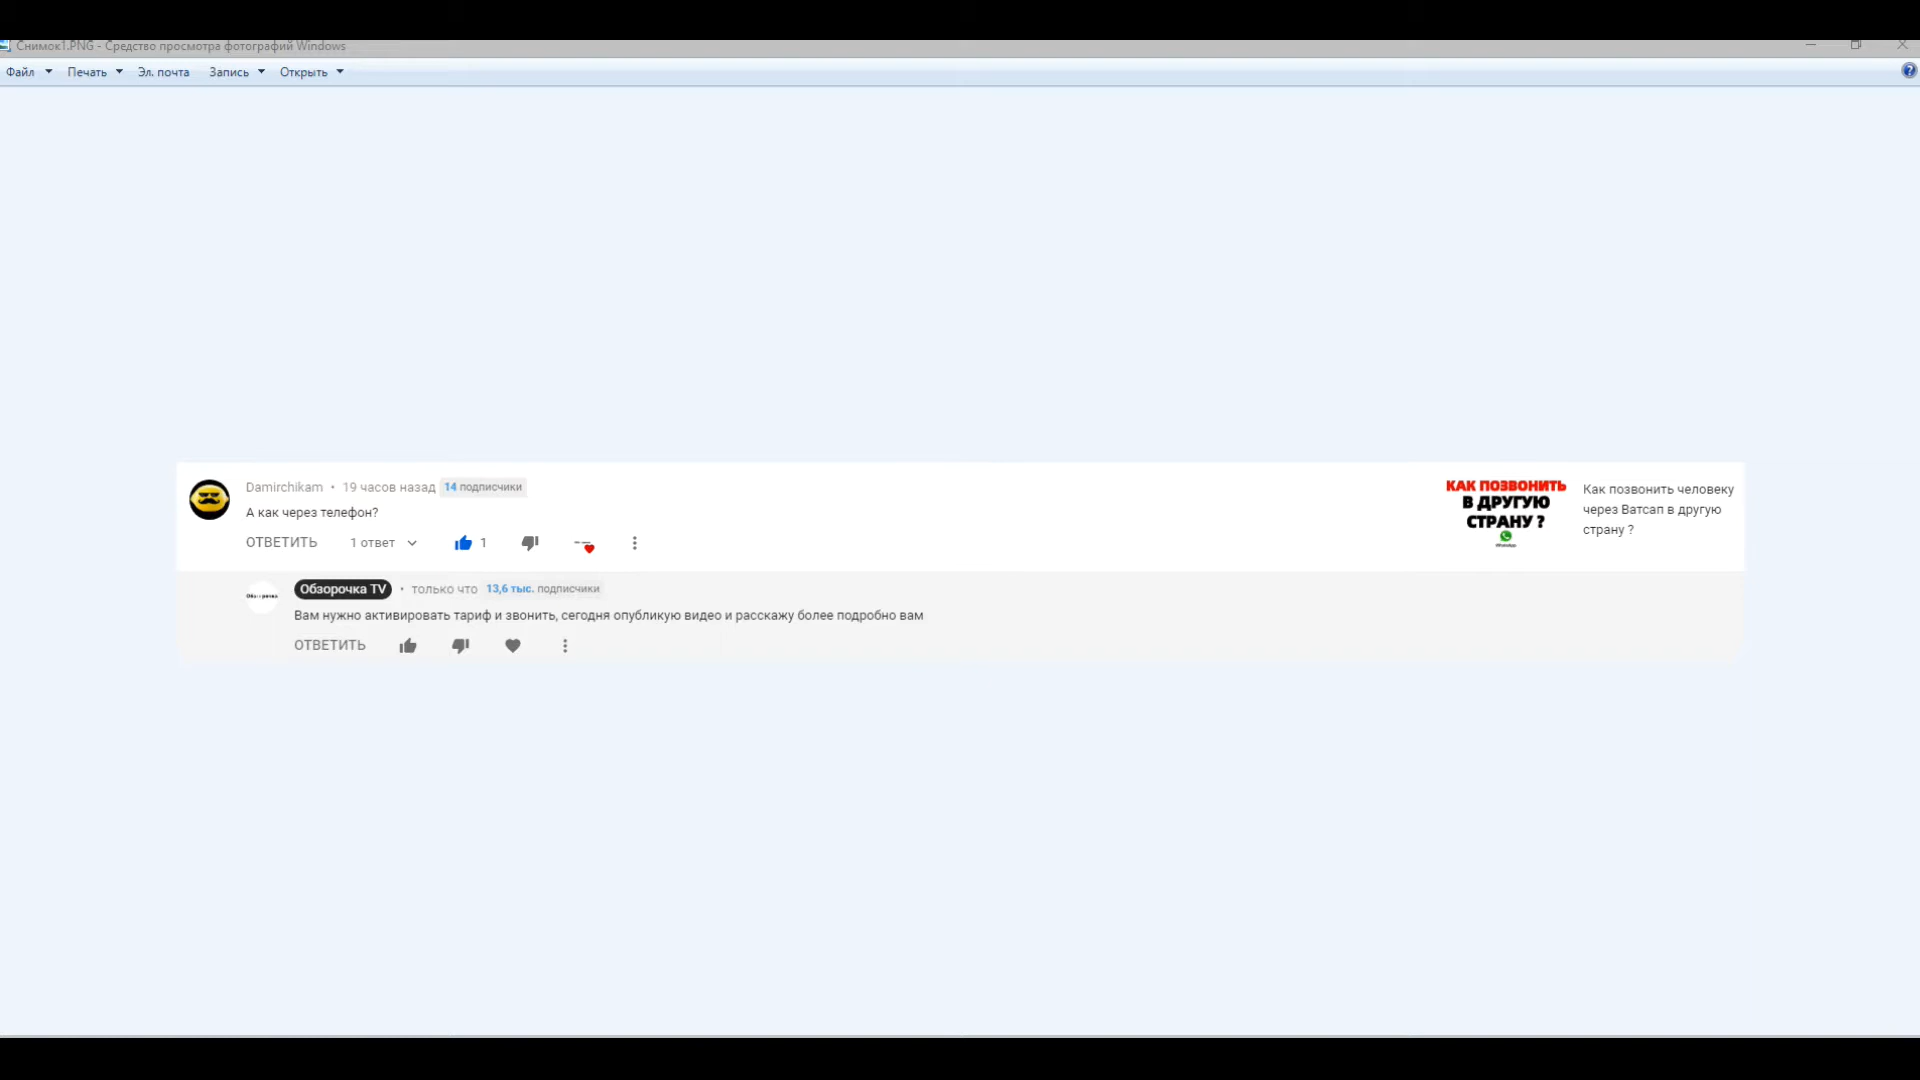 Снимок1.PNG - Средство просмотра фотографий Windows
Файл Печать Эл. почта Запись Открыть
Damirchikam • 19 часов назад 14 подписчики
А как через телефон?
ОТВЕТИТЬ 1 ответ 1
КАК ПОЗВОНИТЬ
В ДРУГУЮ
СТРАНУ ?
WhatsApp
Как позвонить человеку
через Ватсап в другую
страну ?
Обзорочка TV • только что 13,6 тыс. подписчики
Вам нужно активировать тариф и звонить, сегодня опубликую видео и расскажу более подробно вам
ОТВЕТИТЬ